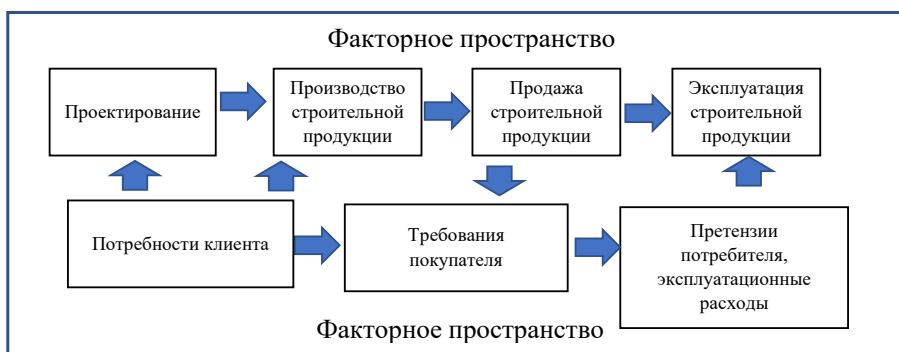 Факторное пространство
Проектирование
Производство
строительной
продукции
Продажа
строительной
продукции
Эксплуатация
строительной
продукции
Потребности клиента
Требования
покупателя
Претензии
потребителя,
эксплуатационные
расходы
Факторное пространство